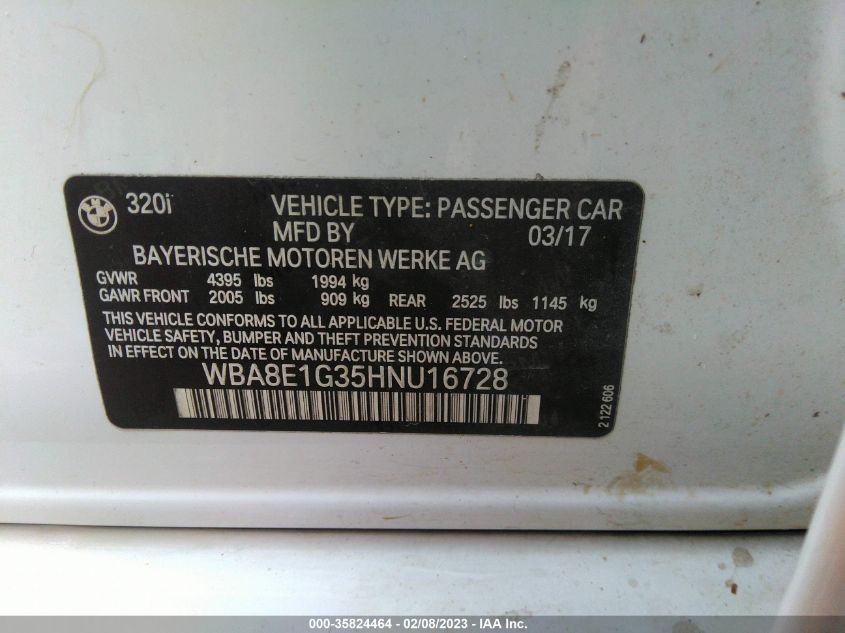 320i VEHICLE TYPE: PASSENGER CAR
MFD BY 03/17
BAYERISCHE MOTOREN WERKE AG
GVWR 4395 lbs 1994 kg
GAWR FRONT 2005 lbs 909 kg REAR 2525 lbs 1145 kg
THIS VEHICLE CONFORMS TO ALL APPLICABLE U.S. FEDERAL MOTOR
VEHICLE SAFETY, BUMPER AND THEFT PREVENTION STANDARDS
IN EFFECT ON THE DATE OF MANUFACTURE SHOWN ABOVE.
WBA8E1G35HNU16728
2 122 606
000-35824464 - 02/08/2023 - IAAI.com